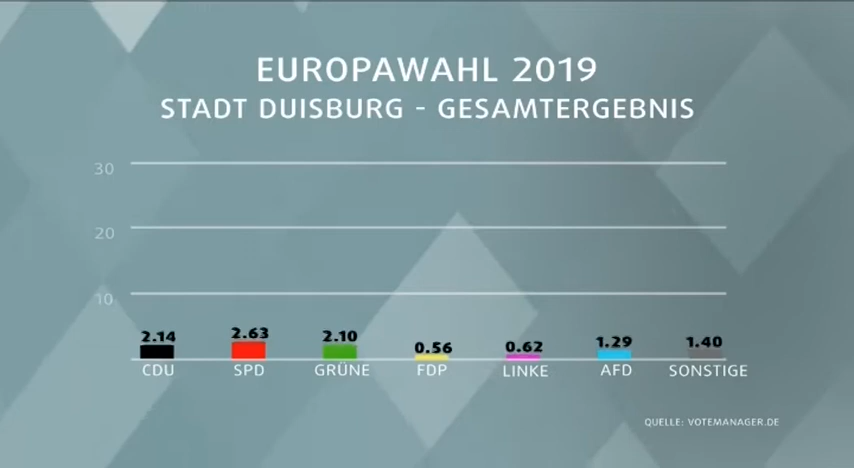 EUROPAWAHL 2019
STADT DUISBURG - GESAMTERGEBNIS
30
20
10
2.14 2.63 2.10 0.56 0.62 1.29 1.40
CDU SPD GRÜNE FDP LINKE AFD SONSTIGE
QUELLE: VOTEMANAGER.DE